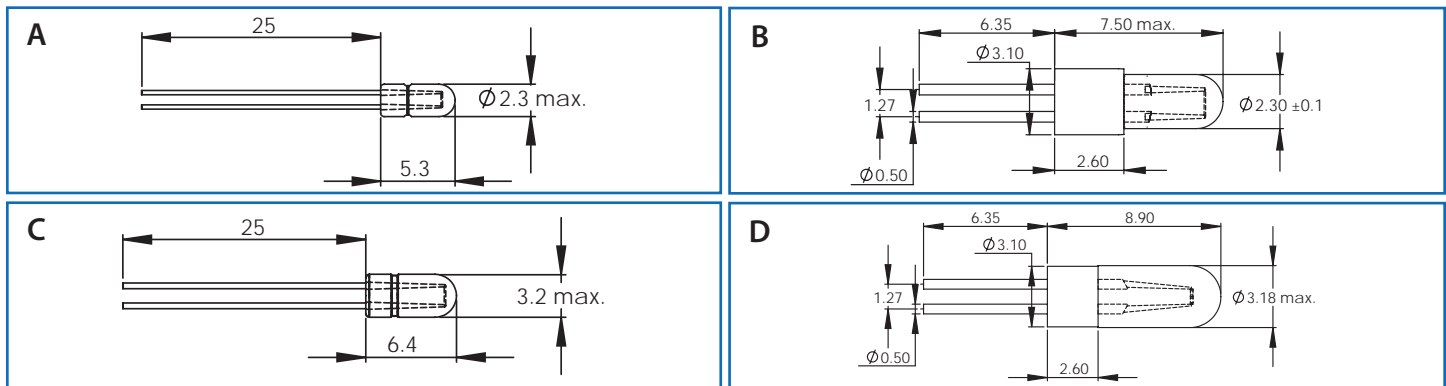 A
25
Ø 2.3 max.
5.3
B
6.35
7.50 max.
Ø3.10
1.27
Ø2.30 ±0.1
2.60
Ø0.50
C
25
3.2 max.
6.4
D
6.35
8.90
Ø3.10
1.27
Ø3.18 max.
Ø0.50
2.60